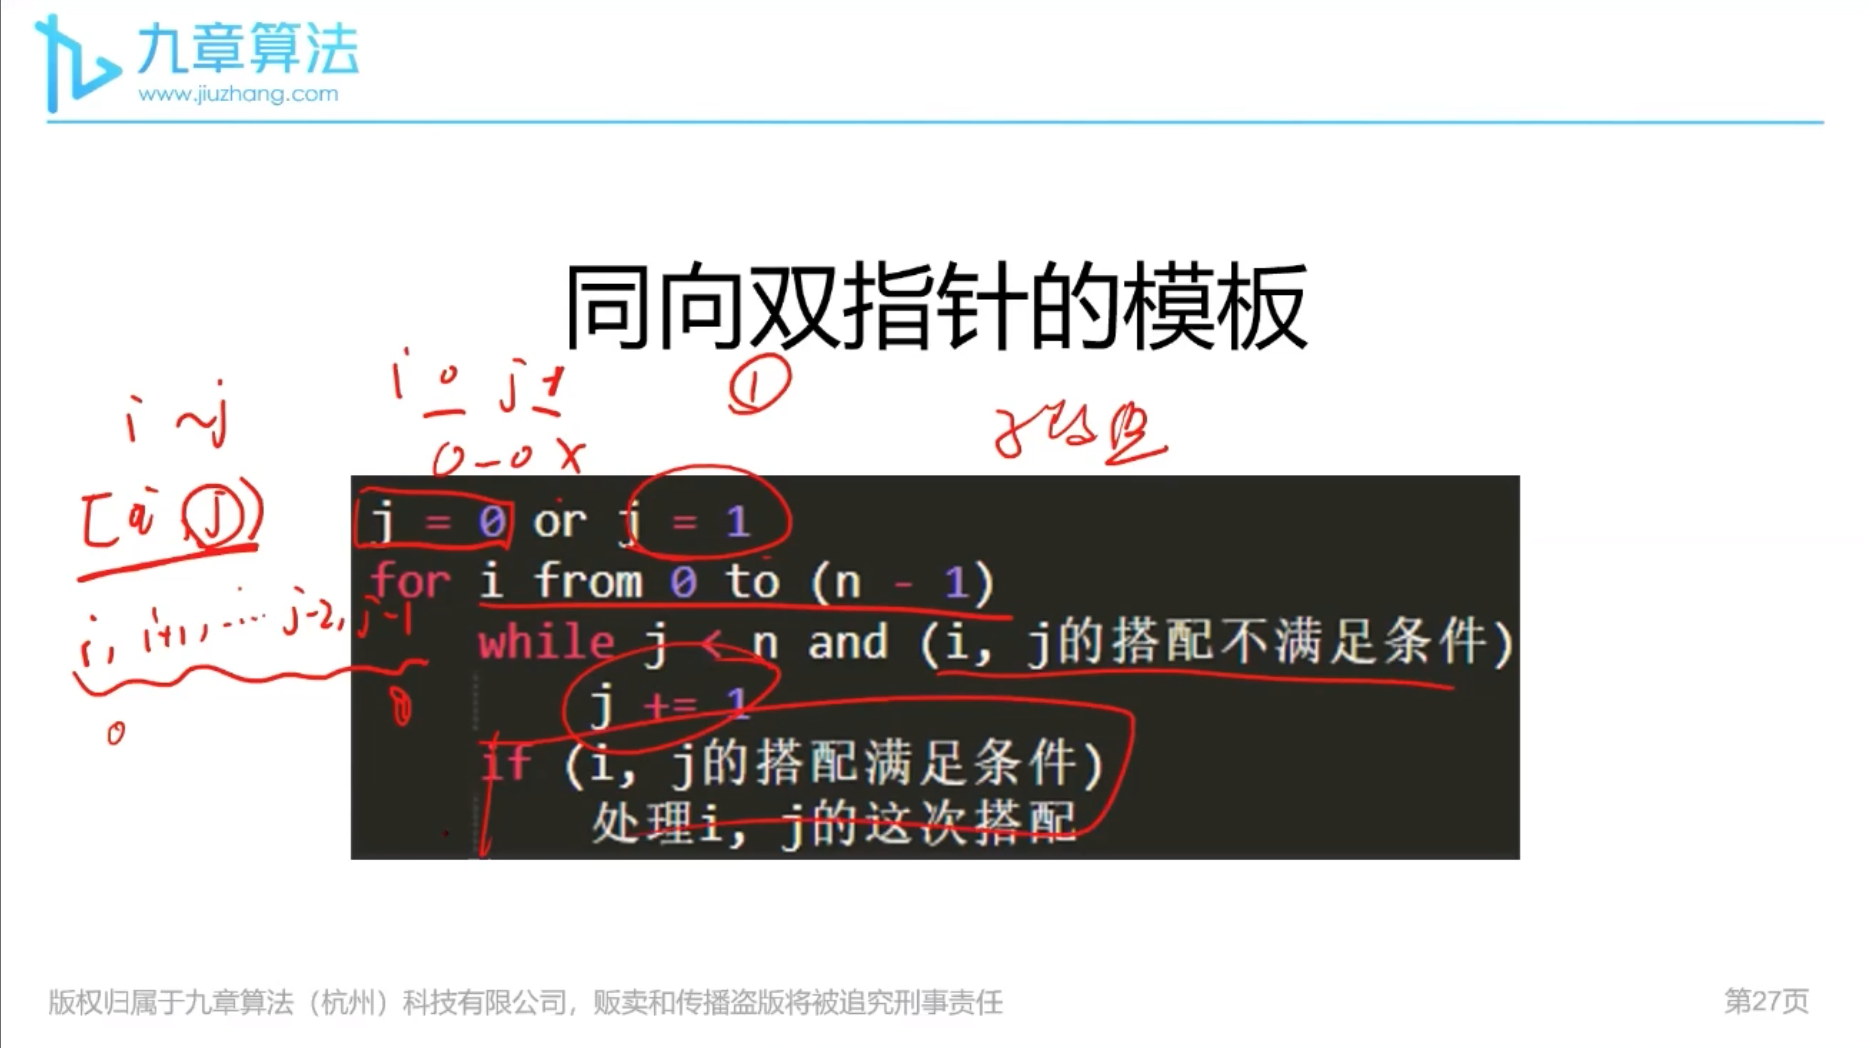 九章算法
www.jiuzhang.com
同向双指针的模板
i 0 j 1
①
i ~ j
0 - 0 X
j = 0 or j = 1
for i from 0 to (n - 1)
i, i+1, ... j-2, j-1
while j < n and (i, j的搭配不满足条件)
j += 1
0
if (i, j的搭配满足条件)
处理i, j的这次搭配
版权归属于九章算法（杭州）科技有限公司，贩卖和传播盗版将被追究刑事责任
第27页